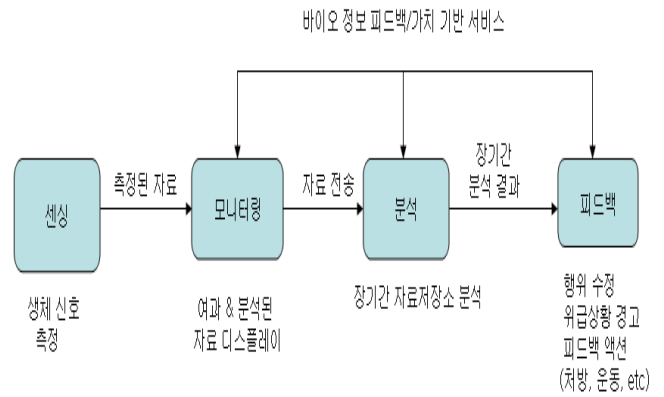 바이오 정보 피드백/가치 기반 서비스
센싱
측정된 자료
모니터링
자료 전송
분석
장기간
분석 결과
피드백
생체 신호
측정
여과 & 분석된
자료 디스플레이
장기간 자료저장소 분석
행위 수정
위급상황 경고
피드백 액션
(처방, 운동, etc)